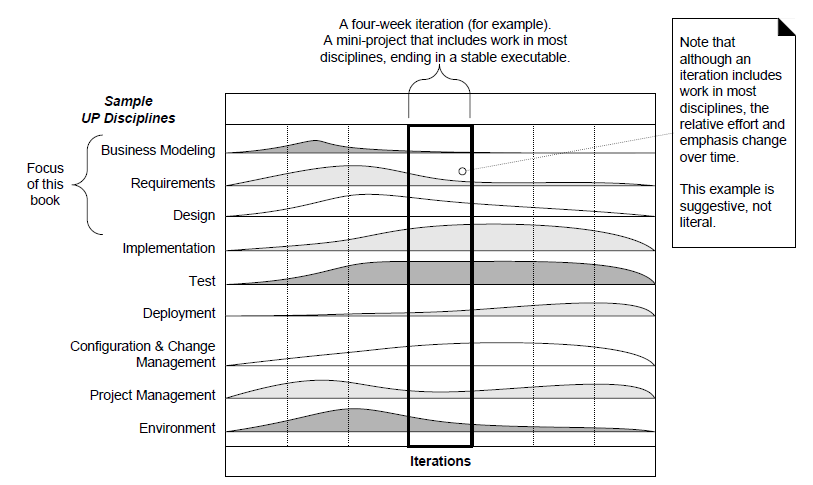 A four-week iteration (for example).
A mini-project that includes work in most
disciplines, ending in a stable executable.
Note that
although an
iteration includes
work in most
disciplines, the
relative effort and
emphasis change
over time.
This example is
suggestive, not
literal.
Sample
UP Disciplines
Focus
of this
book
Business Modeling
Requirements
Design
Implementation
Test
Deployment
Configuration & Change
Management
Project Management
Environment
Iterations